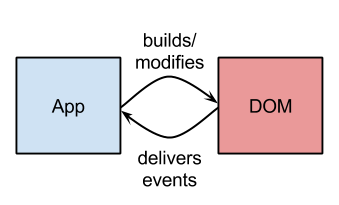 builds/
modifies
App
DOM
delivers
events